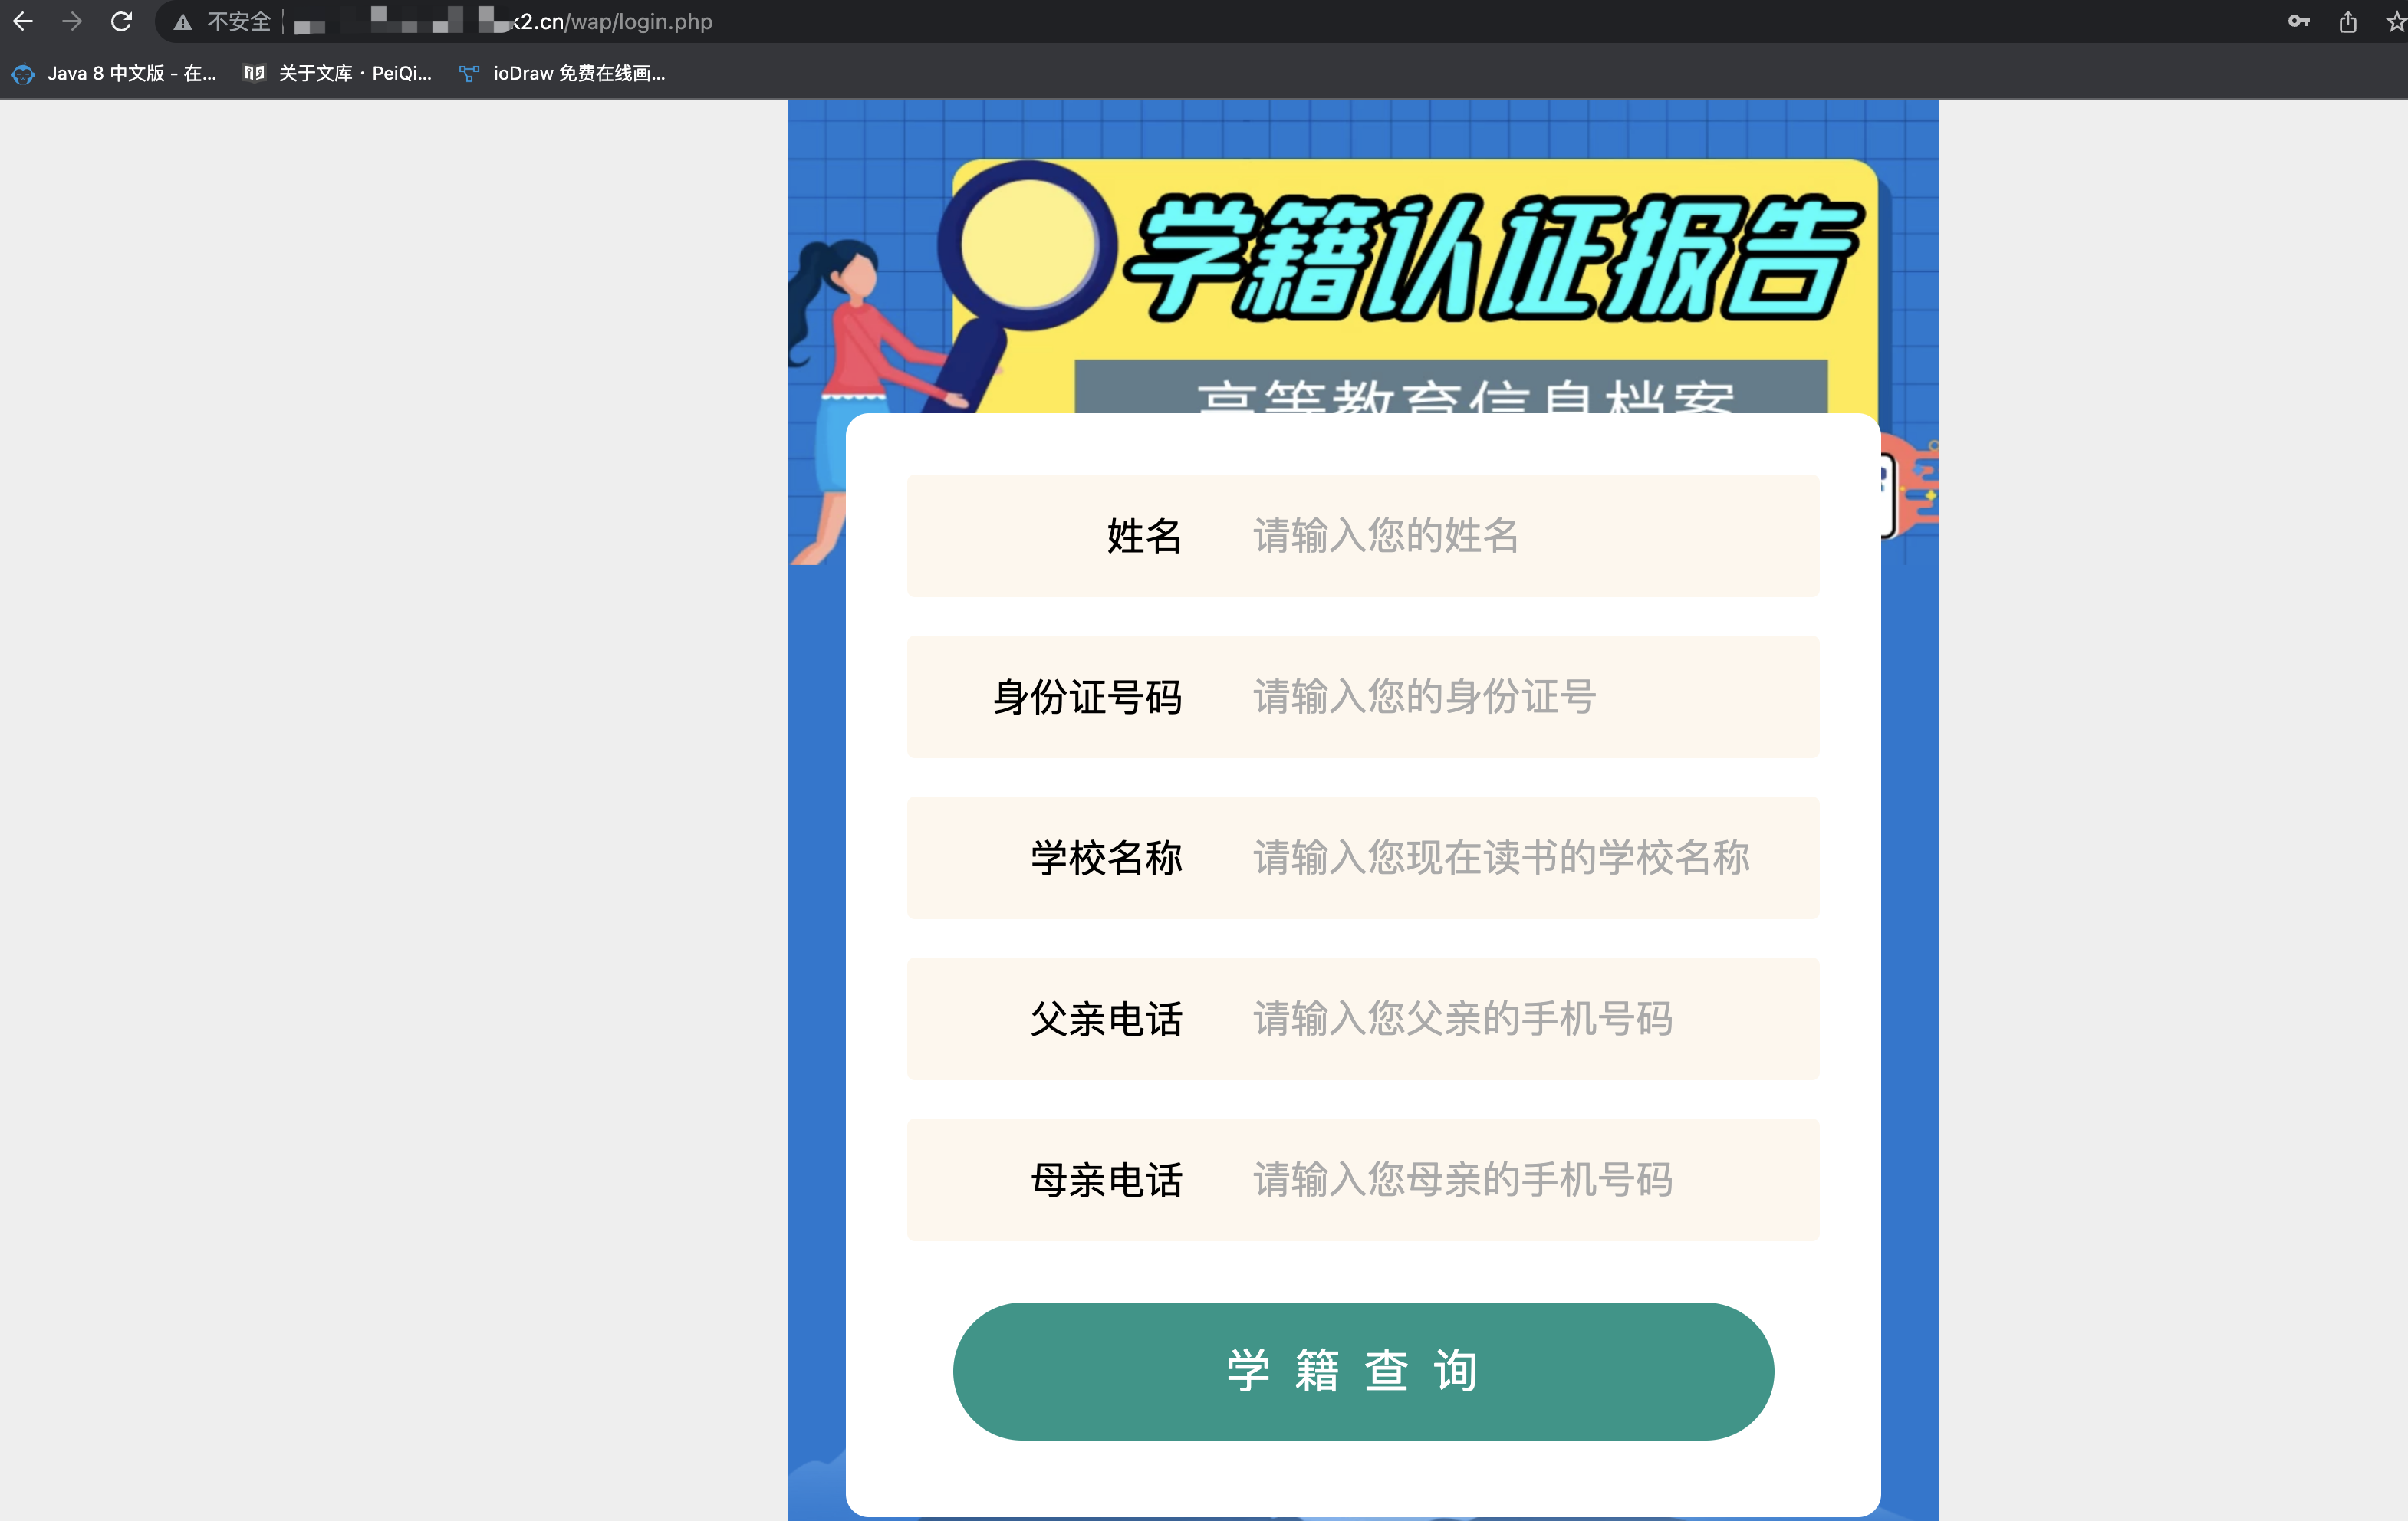 不安全 k2.cn/wap/login.php
Java 8 中文版 - 在... 关于文库 · PeiQi... ioDraw 免费在线画...
学籍认证报告
高等教育信息档案
姓名 请输入您的姓名
身份证号码 请输入您的身份证号
学校名称 请输入您现在读书的学校名称
父亲电话 请输入您父亲的手机号码
母亲电话 请输入您母亲的手机号码
学籍查询